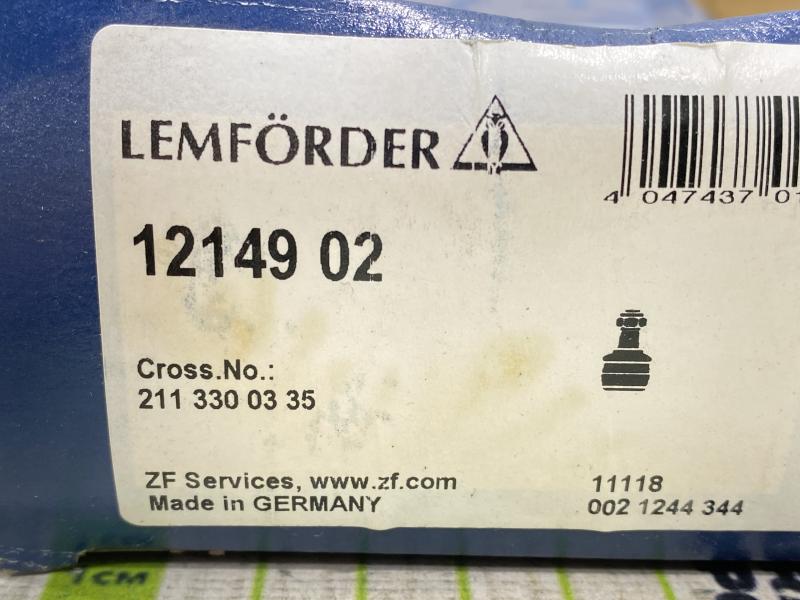 LEMFÖRDER
4 047437 01
12149 02
Cross.No.:
211 330 03 35
ZF Services, www.zf.com
Made in GERMANY
11118
002 1244 344
1CM